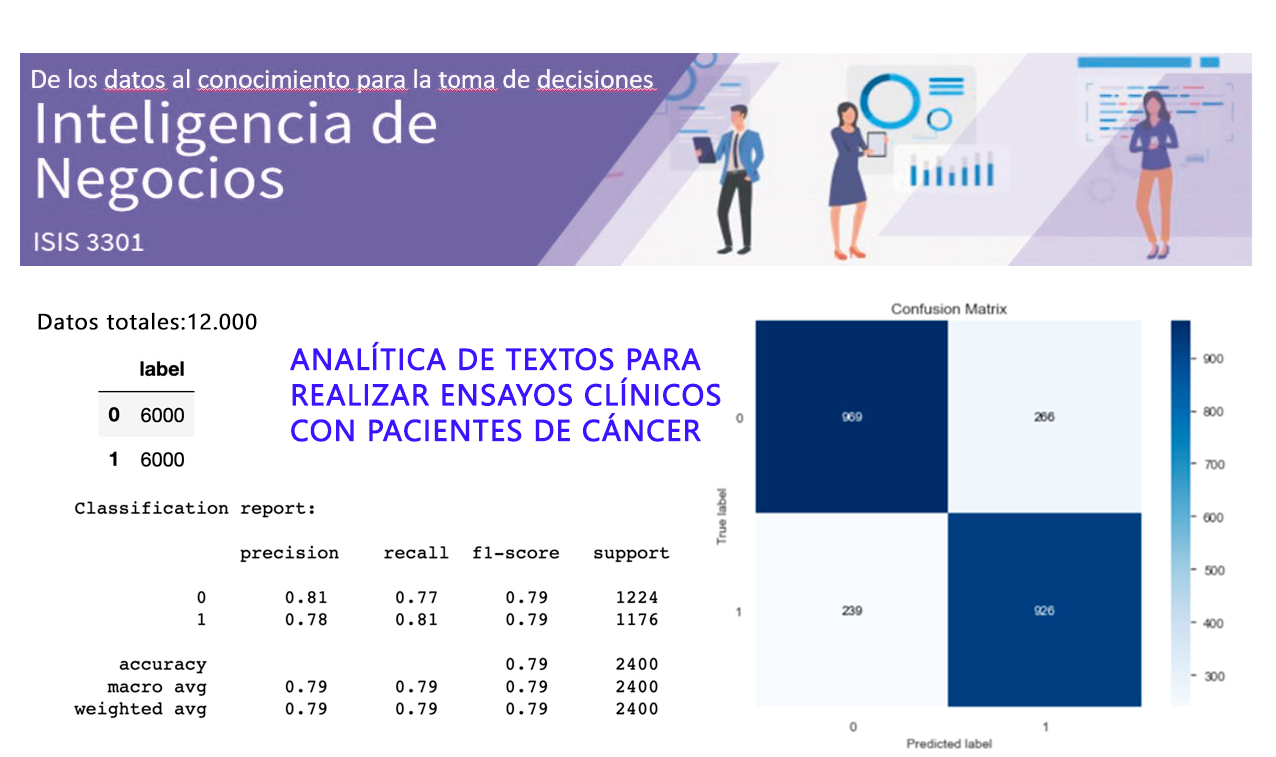 De los datos al conocimiento para la toma de decisiones
Inteligencia de
Negocios
ISIS 3301
Datos totales:12.000
label
0 6000
1 6000
ANALÍTICA DE TEXTOS PARA
REALIZAR ENSAYOS CLÍNICOS
CON PACIENTES DE CÁNCER
Classification report:
precision recall f1-score support
0 0.81 0.77 0.79 1224
1 0.78 0.81 0.79 1176
accuracy 0.79 2400
macro avg 0.79 0.79 0.79 2400
weighted avg 0.79 0.79 0.79 2400
Confusion Matrix
True label
0 969 266
1 239 926
0 1
Predicted label
900
800
700
600
500
400
300